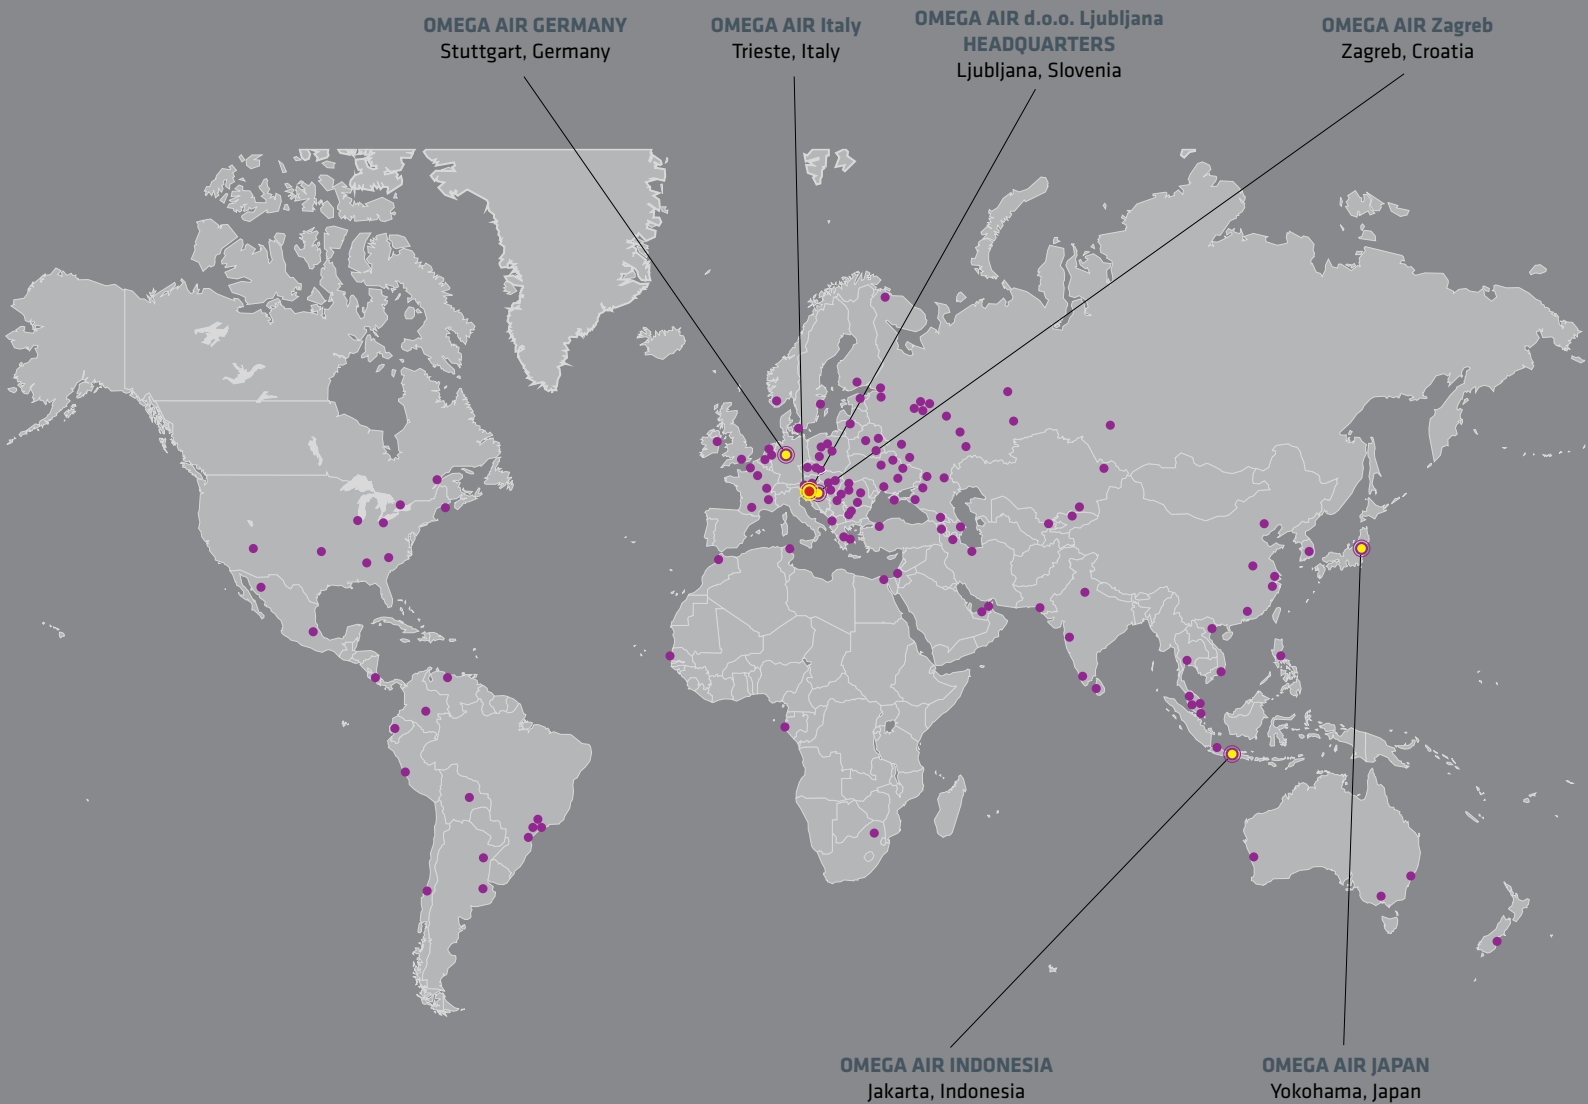 OMEGA AIR GERMANY
Stuttgart, Germany
OMEGA AIR Italy
Trieste, Italy
OMEGA AIR d.o.o. Ljubljana
HEADQUARTERS
Ljubljana, Slovenia
OMEGA AIR Zagreb
Zagreb, Croatia
OMEGA AIR INDONESIA
Jakarta, Indonesia
OMEGA AIR JAPAN
Yokohama, Japan